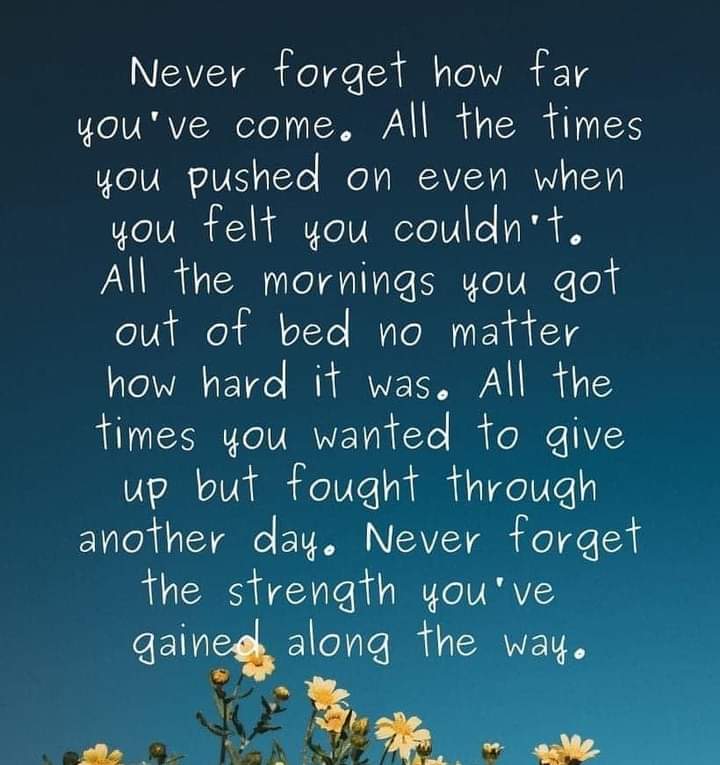 Never forget how far
you've come. All the times
you pushed on even when
you felt you couldn't.
All the mornings you got
out of bed no matter
how hard it was. All the
times you wanted to give
up but fought through
another day. Never forget
the strength you've
gained along the way.